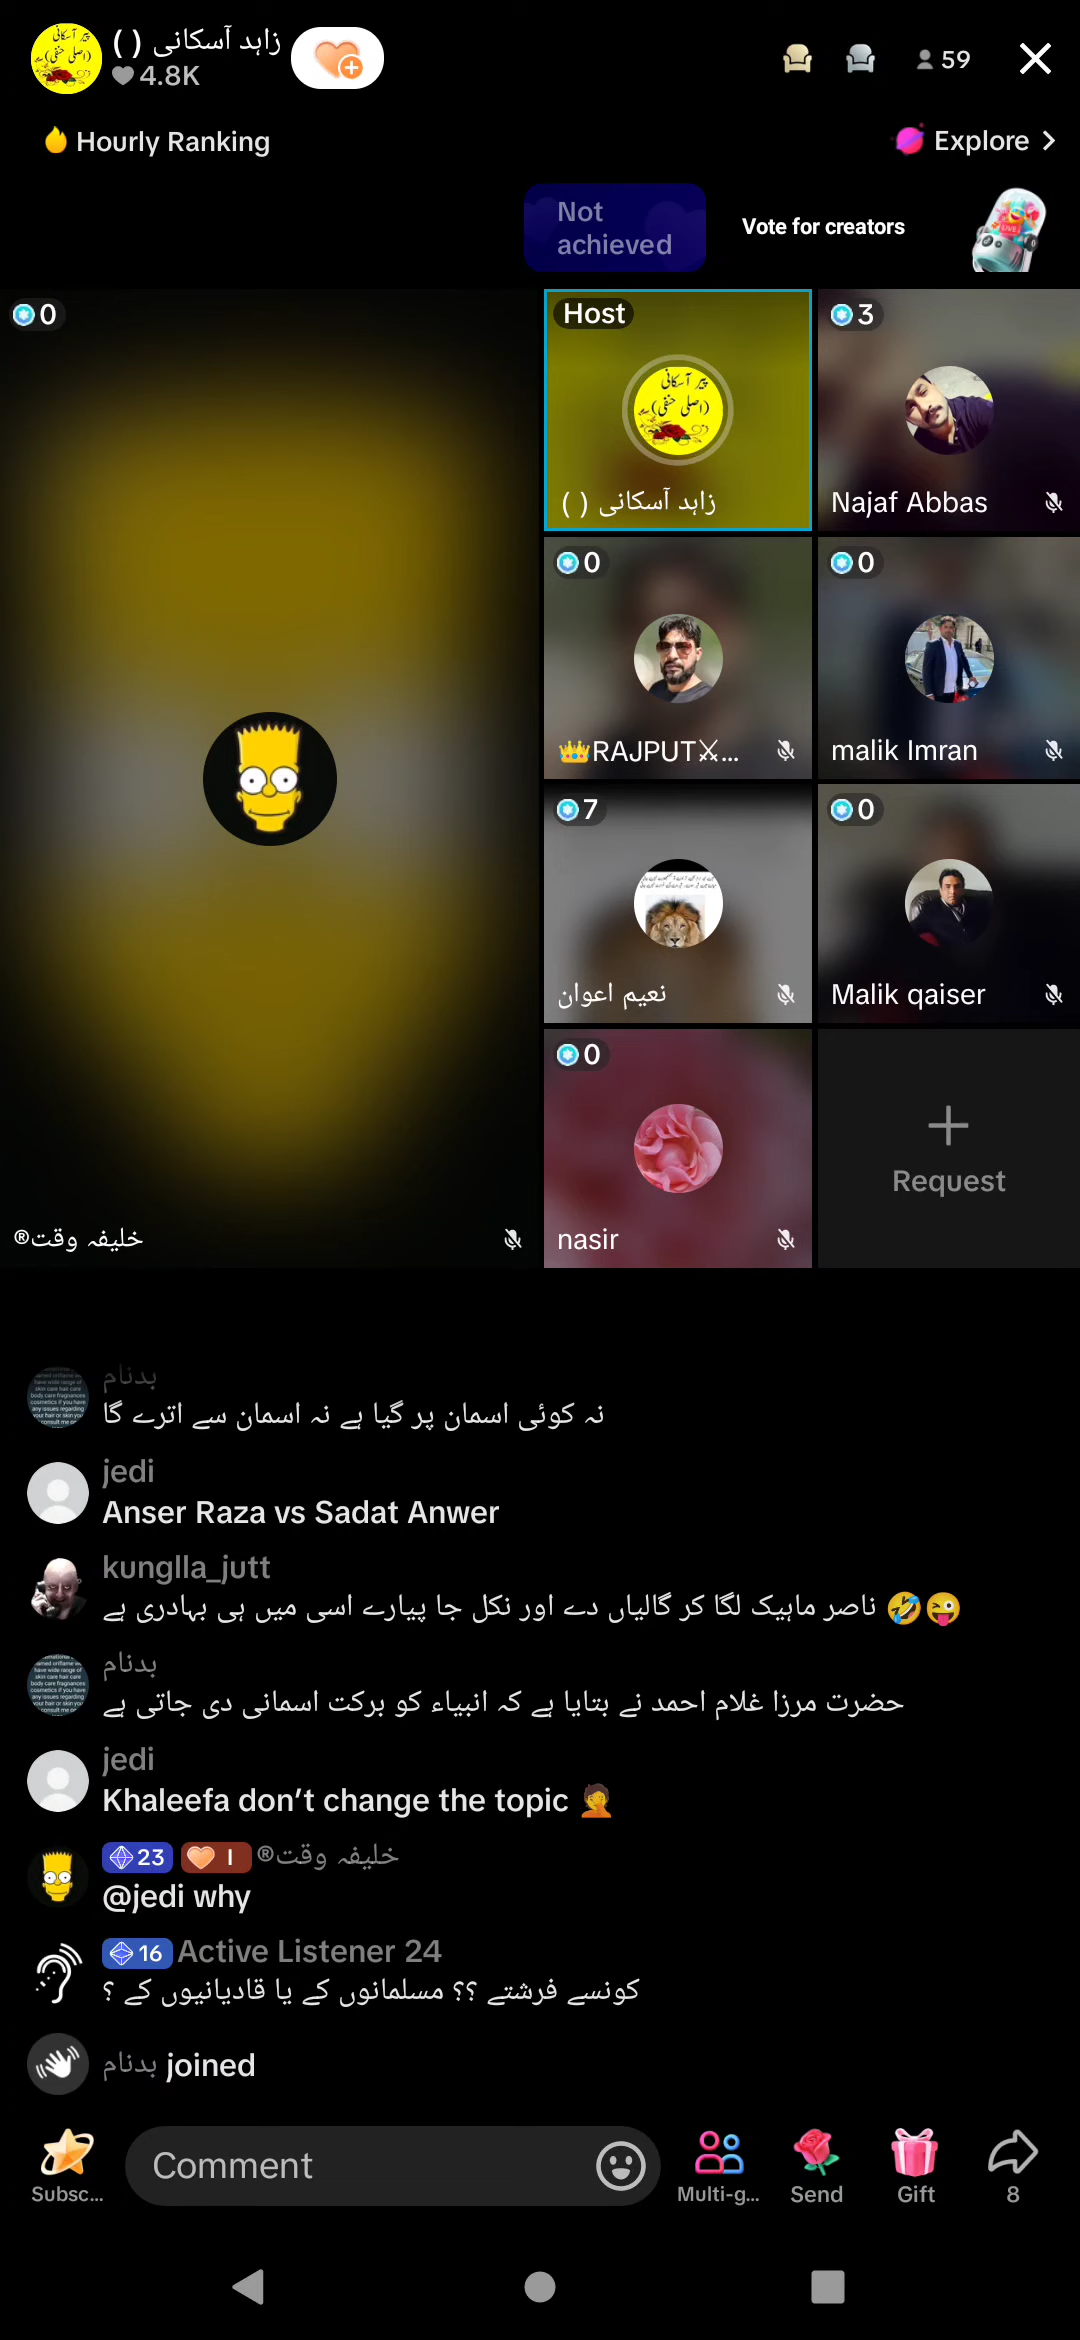 زاہد آسکانی ( )
4.8K
59
Hourly Ranking
Explore
Not
achieved
Vote for creators
0
Host
پیر آسکانی
(اصلی حنفی)
زاہد آسکانی ( )
3
Najaf Abbas
0
👑RAJPUT⚔...
0
malik Imran
7
نعیم اعوان
0
Malik qaiser
0
nasir
Request
خلیفہ وقت®
بدنام
نہ کوئی اسمان پر گیا ہے نہ اسمان سے اترے گا
jedi
Anser Raza vs Sadat Anwer
kunglla_jutt
ناصر ماہیک لگا کر گالیاں دے اور نکل جا پیارے اسی میں ہی بہادری ہے 🤣😜
بدنام
حضرت مرزا غلام احمد نے بتایا ہے کہ انبیاء کو برکت اسمانی دی جاتی ہے
jedi
Khaleefa don’t change the topic 🤦
23 I خلیفہ وقت®
@jedi why
16 Active Listener 24
کونسے فرشتے ؟؟ مسلمانوں کے یا قادیانیوں کے ؟
بدنام joined
Comment
Subsc...
Multi-g...
Send
Gift
8